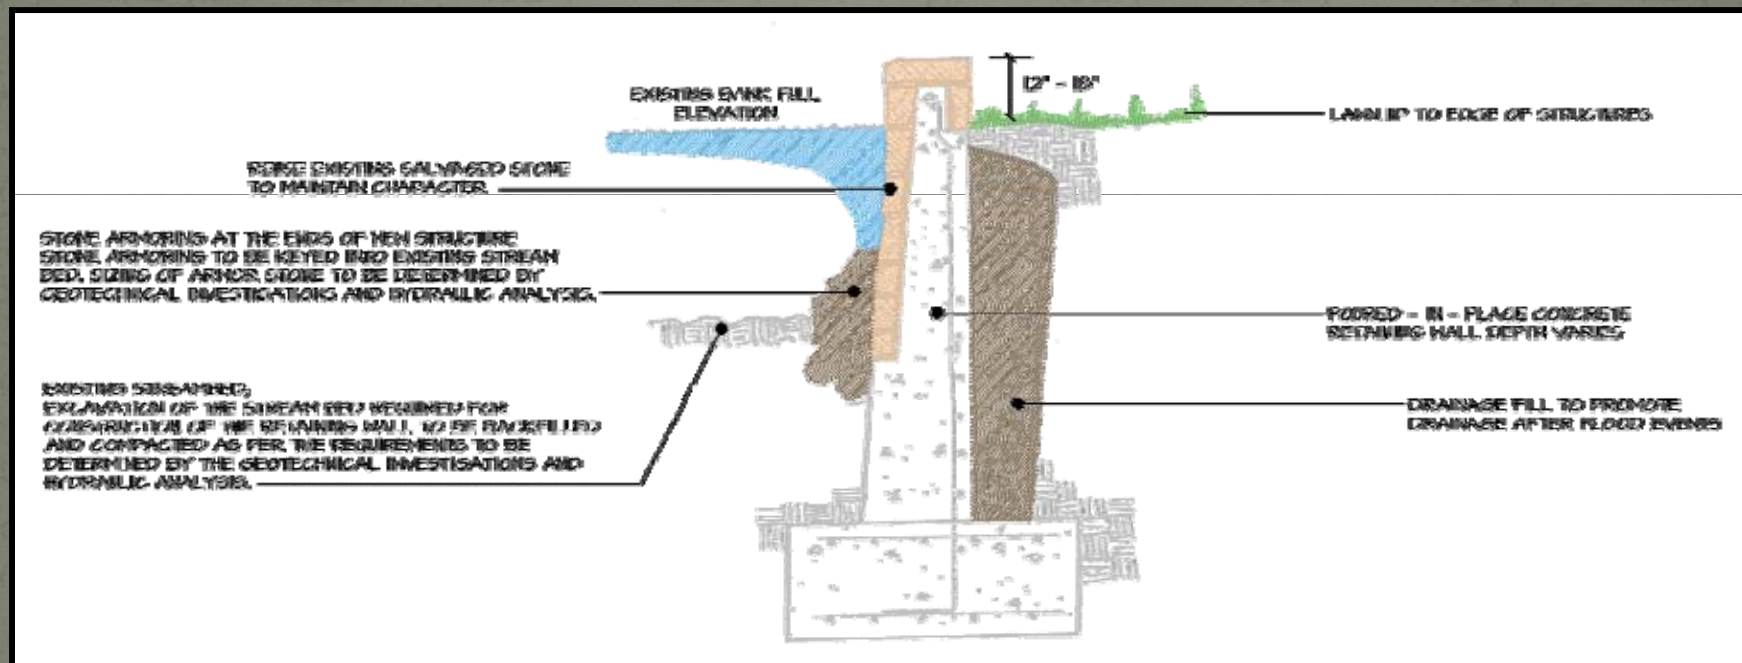 EXISTING BANK FULL
ELEVATION
12" - 18"
LAWN UP TO EDGE OF STRUCTURES
REUSE EXISTING SALVAGED STONE
TO MAINTAIN CHARACTER.
STONE ARMORING AT THE ENDS OF NEW STRUCTURE
STONE ARMORING TO BE KEYED INTO EXISTING STREAM
BED. SIZING OF ARMOR STONE TO BE DETERMINED BY
GEOTECHNICAL INVESTIGATIONS AND HYDRAULIC ANALYSIS.
POURED - IN - PLACE CONCRETE
RETAINING WALL DEPTH VARIES
EXISTING STREAMBED;
EXCAVATION OF THE STREAM BED REQUIRED FOR
CONSTRUCTION OF THE RETAINING WALL TO BE BACKFILLED
AND COMPACTED AS PER THE REQUIREMENTS TO BE
DETERMINED BY THE GEOTECHNICAL INVESTIGATIONS AND
HYDRAULIC ANALYSIS.
DRAINAGE FILL TO PROMOTE
DRAINAGE AFTER FLOOD EVENTS